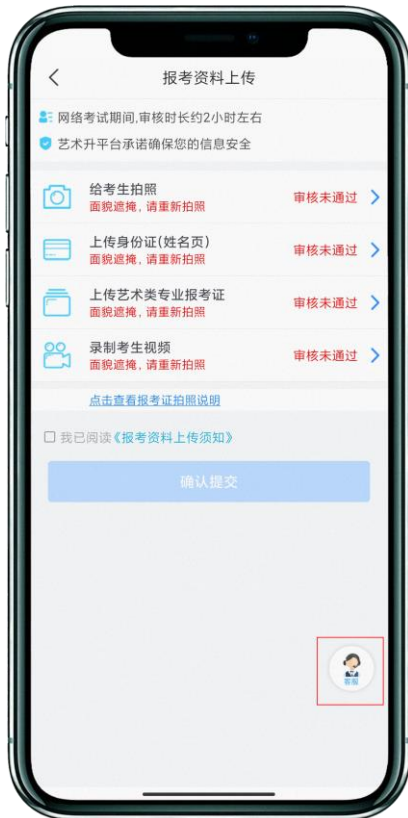 报考资料上传
网络考试期间,审核时长约2小时左右
艺术升平台承诺确保您的信息安全
给考生拍照
面貌遮掩，请重新拍照
审核未通过
上传身份证(姓名页)
面貌遮掩，请重新拍照
审核未通过
上传艺术类专业报考证
面貌遮掩，请重新拍照
审核未通过
录制考生视频
面貌遮掩，请重新拍照
审核未通过
点击查看报考证拍照说明
我已阅读《报考资料上传须知》
确认提交
客服